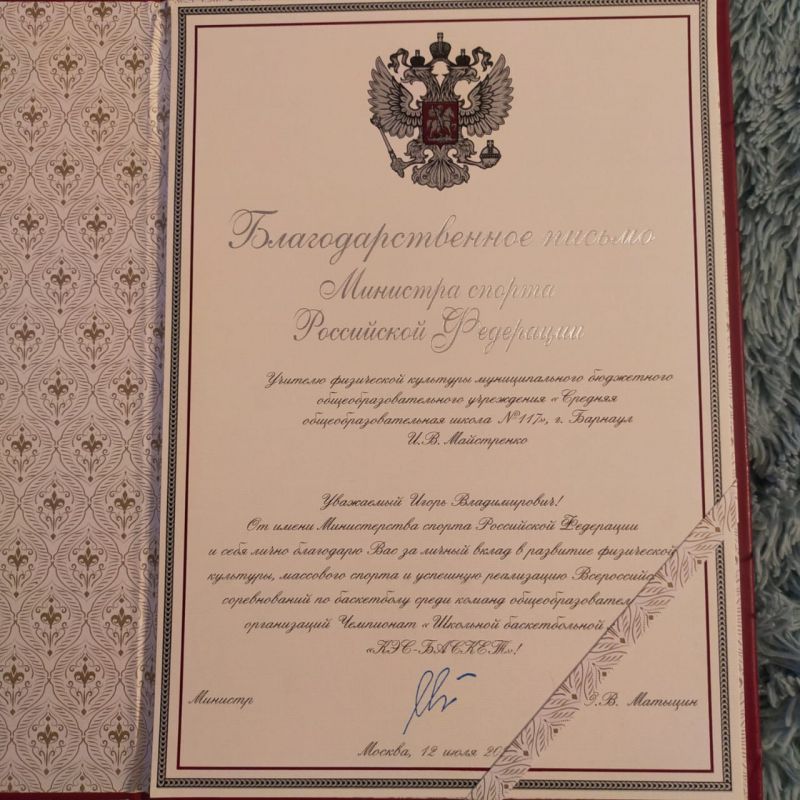 Благодарственное письмо
Министра спорта
Российской Федерации
Учителю физической культуры муниципального бюджетного
общеобразовательного учреждения «Средняя
общеобразовательная школа №117», г. Барнаул
И.В. Майстренко
Уважаемый Игорь Владимирович!
От имени Министерства спорта Российской Федерации
и себя лично благодарю Вас за личный вклад в развитие физической
культуры, массового спорта и успешную реализацию
соревнований по баскетболу среди команд
организаций Чемпионат «Школьной баскетбольной
«КЭС-БАСКЕТ»!
Министр
Матыцин
Москва, 12 июля